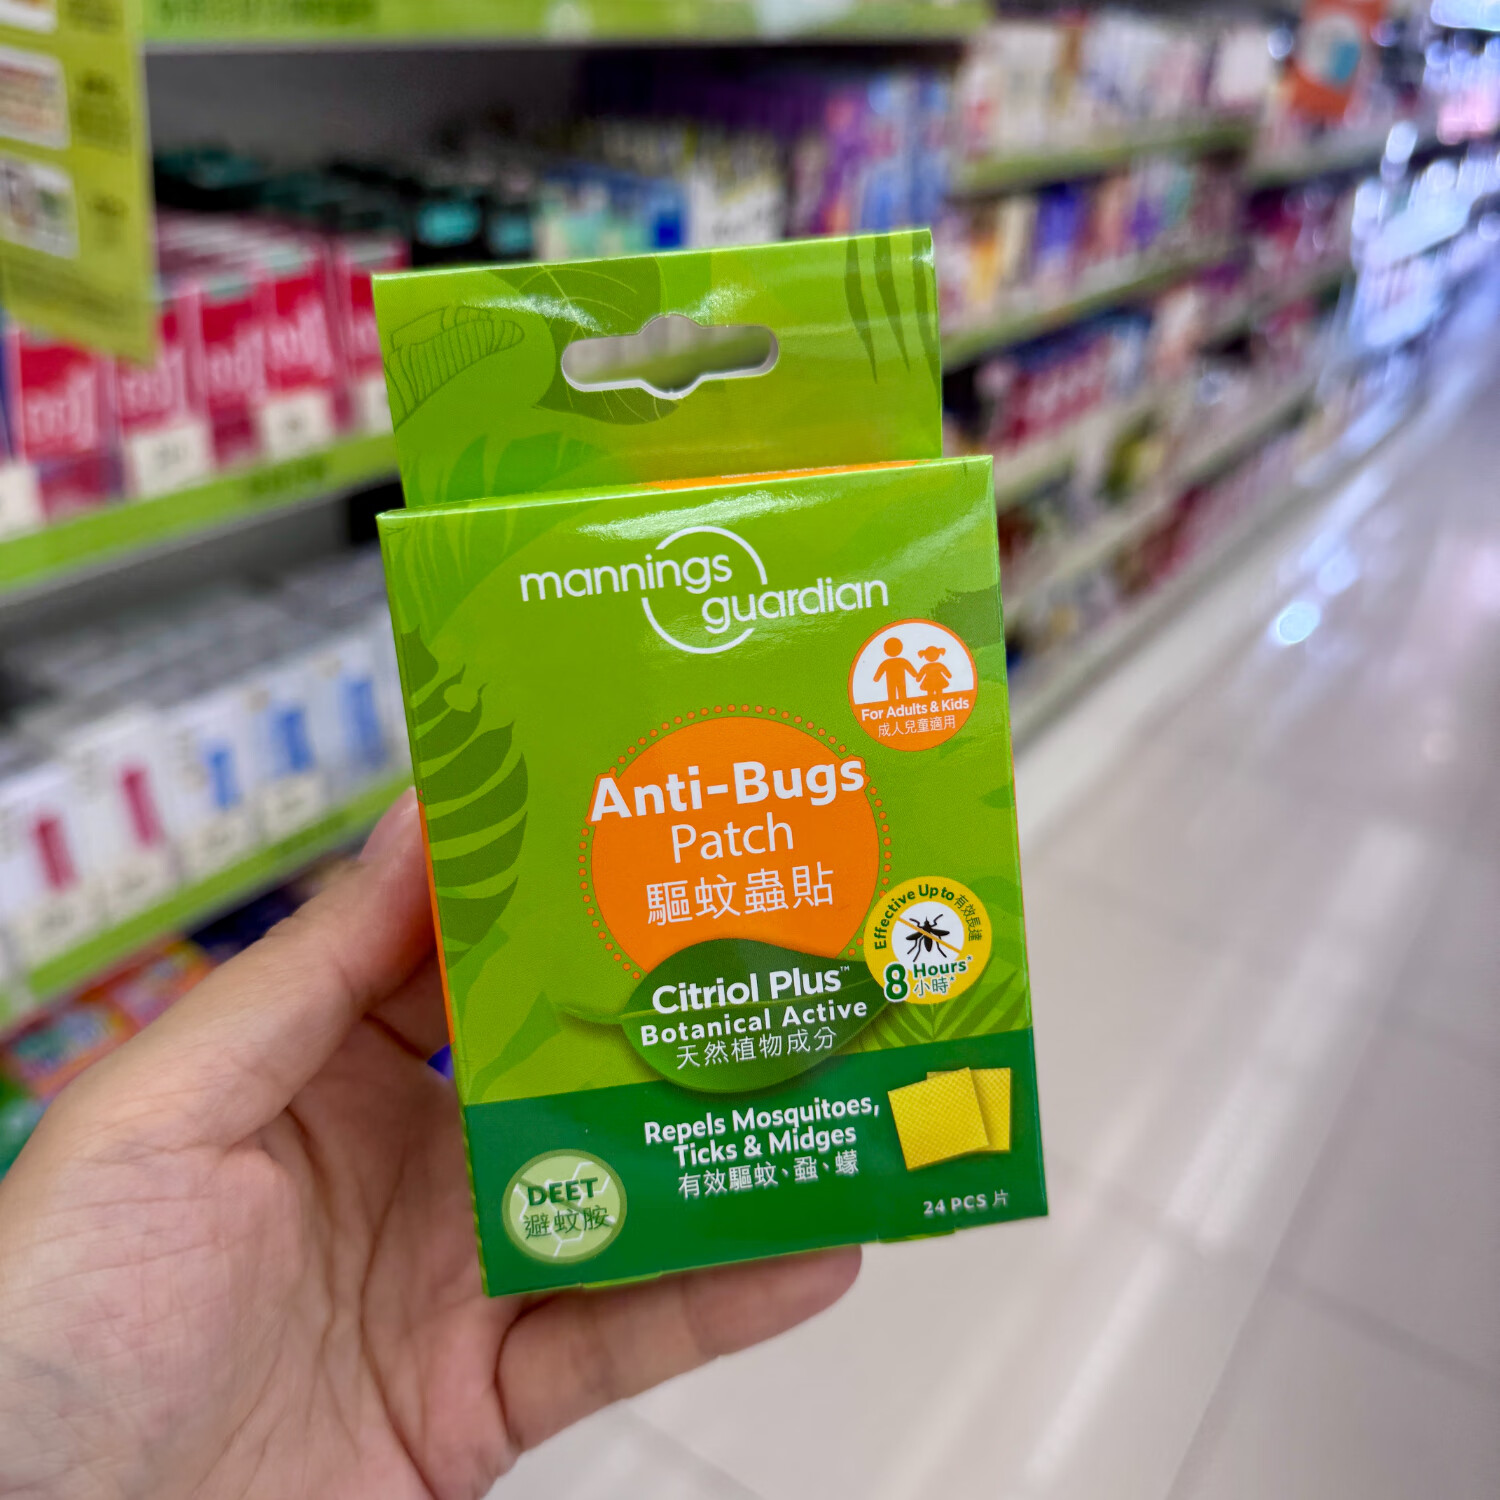 mannings
guardian
For Adults & Kids
成人兒童適用
Anti-Bugs
Patch
驅蚊蟲貼
Effective Up to 有效長達
8 Hours*
小時*
Citriol Plus™
Botanical Active
天然植物成分
Repels Mosquitoes,
Ticks & Midges
有效驅蚊、蝨、蠓
DEET
避蚊胺
24 PCS 片